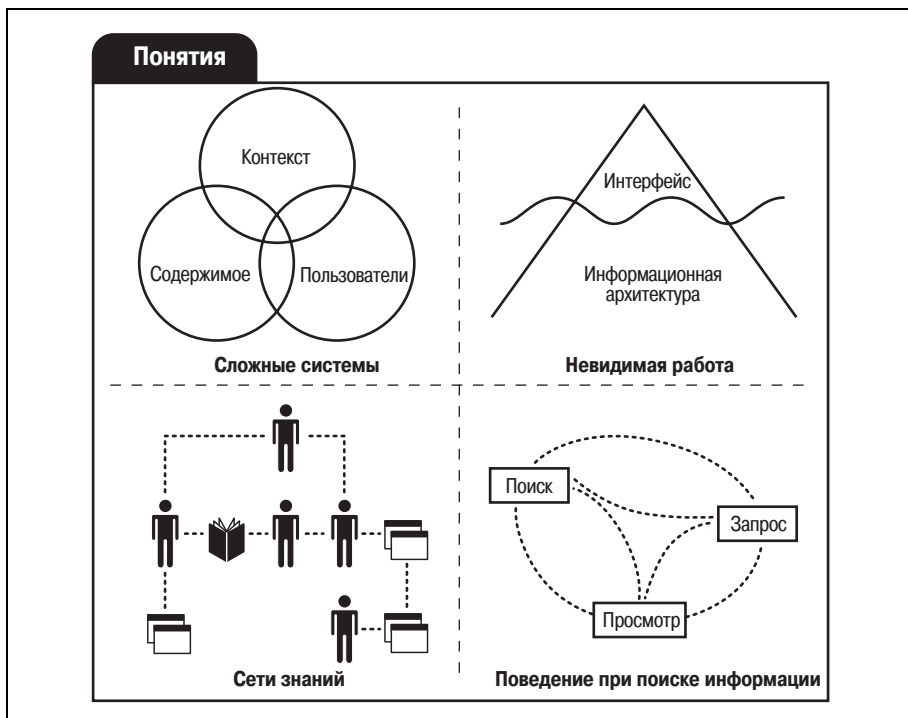 Понятия
Контекст
Содержимое
Пользователи
Сложные системы
Интерфейс
Информационная
архитектура
Невидимая работа
Сети знаний
Поиск
Запрос
Просмотр
Поведение при поиске информации